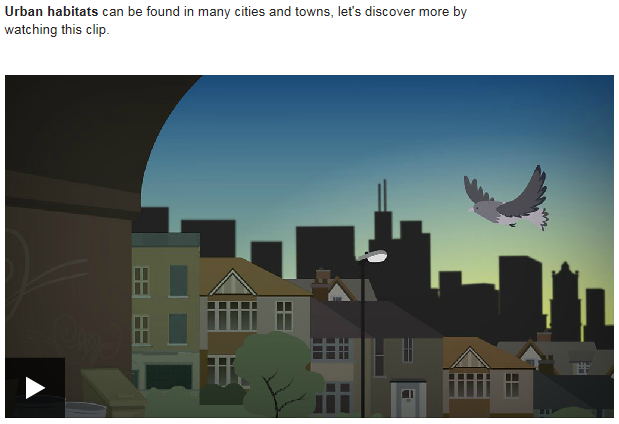 Urban habitats can be found in many cities and towns, let's discover more by
watching this clip.